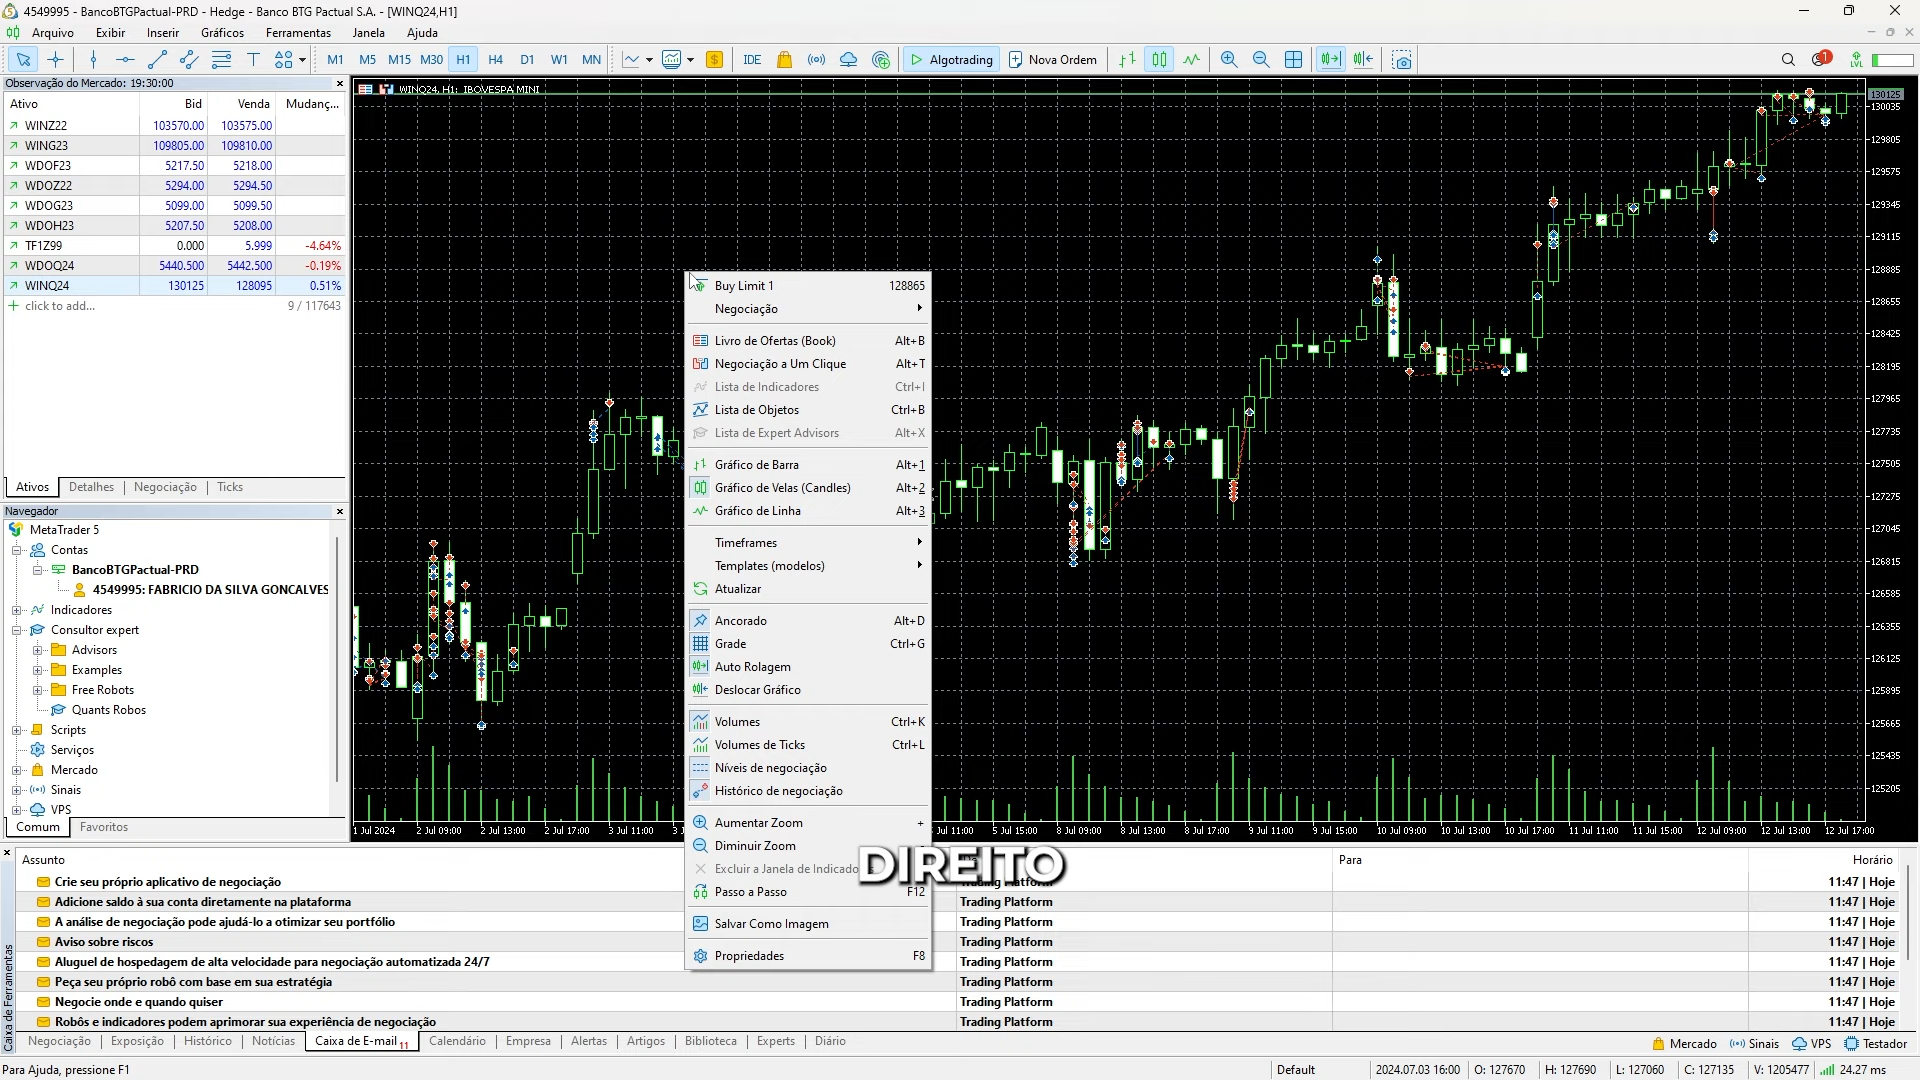 4549995 - BancoBTGPactual-PRD - Hedge - Banco BTG Pactual S.A. - [WINQ24,H1]
Arquivo Exibir Inserir Gráficos Ferramentas Janela Ajuda
M1 M5 M15 M30 H1 H4 D1 W1 MN IDE Algotrading Nova Ordem 1 LVL
Observação do Mercado: 19:30:00
Ativo Bid Venda Mudanç...
WINZ22 103570.00 103575.00
WING23 109805.00 109810.00
WDOF23 5217.50 5218.00
WDOZ22 5294.00 5294.50
WDOG23 5099.00 5099.50
WDOH23 5207.50 5208.00
TF1Z99 0.000 5.999 -4.64%
WDOQ24 5440.500 5442.500 -0.19%
WINQ24 130125 128095 0.51%
click to add... 9 / 117643
Ativos Detalhes Negociação Ticks
Navegador
MetaTrader 5
Contas
BancoBTGPactual-PRD
4549995: FABRICIO DA SILVA GONCALVES
Indicadores
Consultor expert
Advisors
Examples
Free Robots
Quants Robos
Scripts
Serviços
Mercado
Sinais
VPS
Comum Favoritos
WINQ24, H1: IBOVESPA MINI
130125
130035
129805
129575
129345
129115
128885
128655
128425
128195
127965
127735
127505
127275
127045
126815
126585
126355
126125
125895
125665
125435
125205
1 Jul 2024 2 Jul 09:00 2 Jul 13:00 2 Jul 17:00 3 Jul 11:00 5 Jul 15:00 8 Jul 09:00 8 Jul 13:00 8 Jul 17:00 9 Jul 11:00 9 Jul 15:00 10 Jul 09:00 10 Jul 13:00 10 Jul 17:00 11 Jul 11:00 11 Jul 15:00 12 Jul 09:00 12 Jul 13:00 12 Jul 17:00
Buy Limit 1 128865
Negociação
Livro de Ofertas (Book) Alt+B
Negociação a Um Clique Alt+T
Lista de Indicadores Ctrl+I
Lista de Objetos Ctrl+B
Lista de Expert Advisors Alt+X
Gráfico de Barra Alt+1
Gráfico de Velas (Candles) Alt+2
Gráfico de Linha Alt+3
Timeframes
Templates (modelos)
Atualizar
Ancorado Alt+D
Grade Ctrl+G
Auto Rolagem
Deslocar Gráfico
Volumes Ctrl+K
Volumes de Ticks Ctrl+L
Níveis de negociação
Histórico de negociação
Aumentar Zoom +
Diminuir Zoom
Excluir a Janela de Indicado
Passo a Passo F12
Salvar Como Imagem
Propriedades F8
DIREITO
Assunto Para Horário
Crie seu próprio aplicativo de negociação Trading Platform 11:47 | Hoje
Adicione saldo à sua conta diretamente na plataforma Trading Platform 11:47 | Hoje
A análise de negociação pode ajudá-lo a otimizar seu portfólio Trading Platform 11:47 | Hoje
Aviso sobre riscos Trading Platform 11:47 | Hoje
Aluguel de hospedagem de alta velocidade para negociação automatizada 24/7 Trading Platform 11:47 | Hoje
Peça seu próprio robô com base em sua estratégia Trading Platform 11:47 | Hoje
Negocie onde e quando quiser Trading Platform 11:47 | Hoje
Robôs e indicadores podem aprimorar sua experiência de negociação Trading Platform 11:47 | Hoje
Caixa de Ferramentas
Negociação Exposição Histórico Notícias Caixa de E-mail 11 Calendário Empresa Alertas Artigos Biblioteca Experts Diário Mercado Sinais VPS Testador
Para Ajuda, pressione F1 Default 2024.07.03 16:00 O: 127670 H: 127690 L: 127060 C: 127135 V: 1205477 24.27 ms